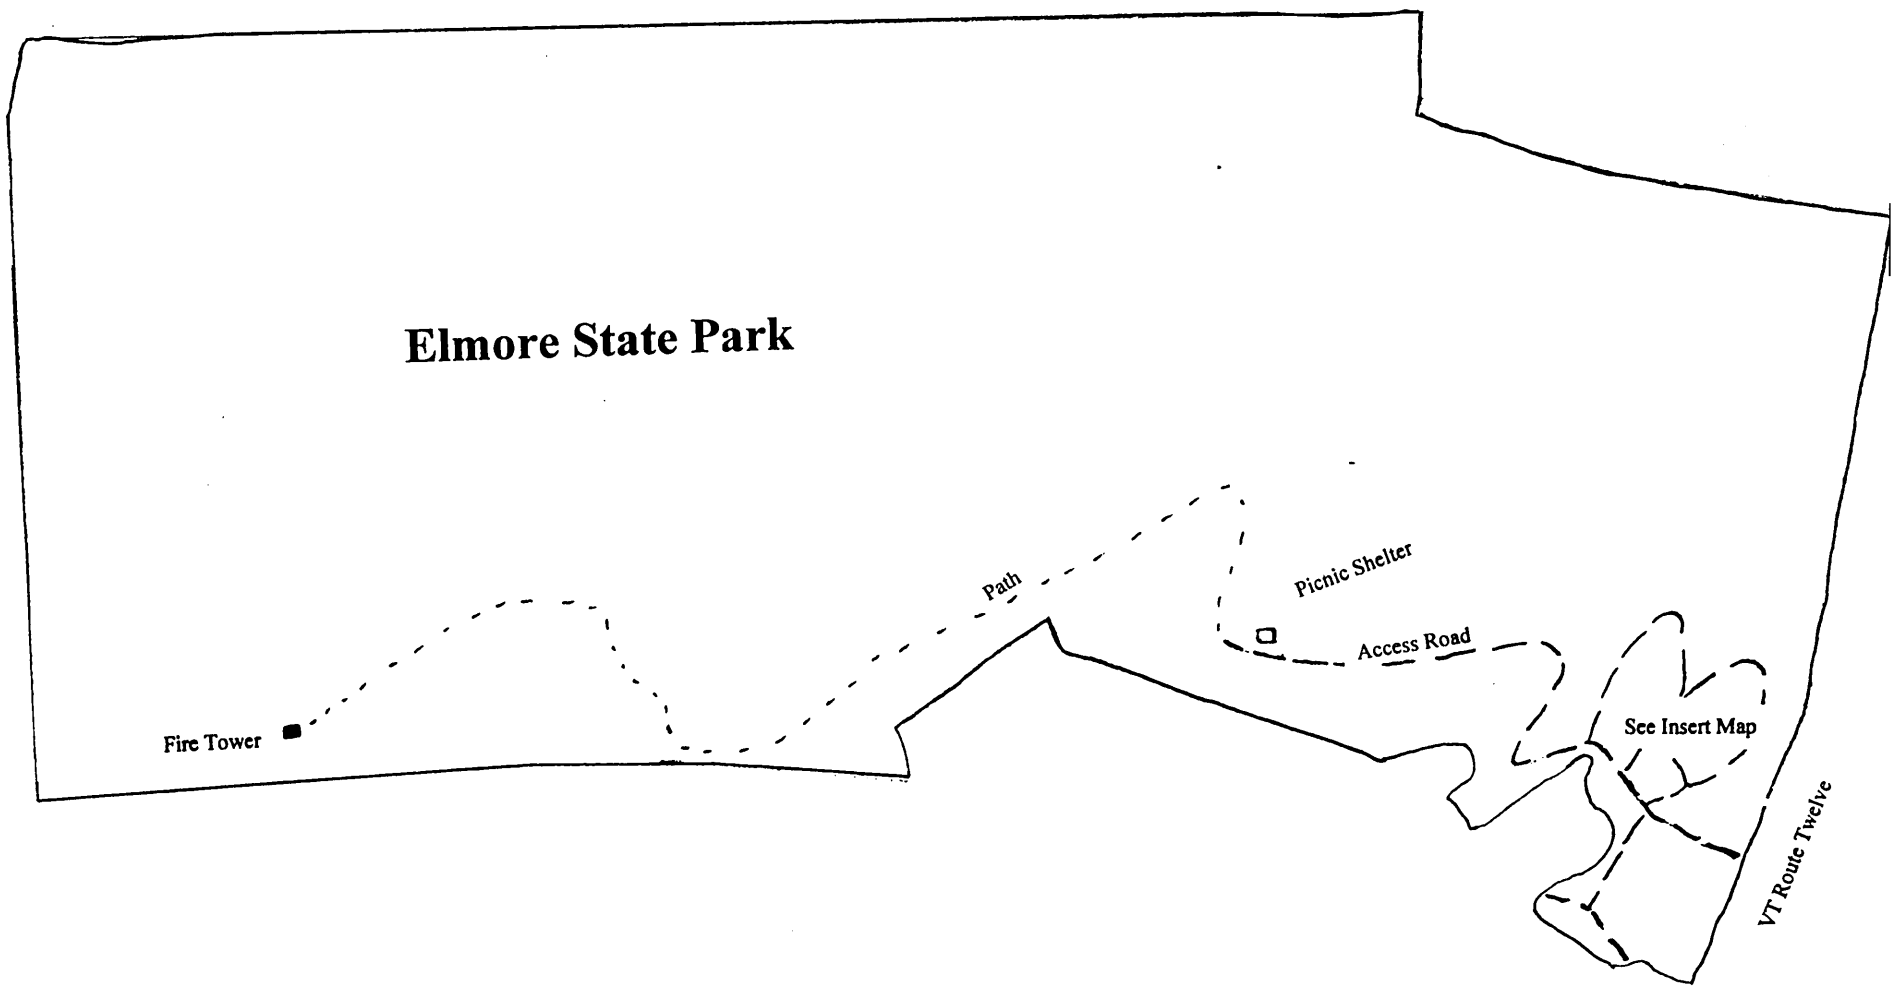 Elmore State Park
Path
Picnic Shelter
Access Road
Fire Tower
See Insert Map
VT Route Twelve